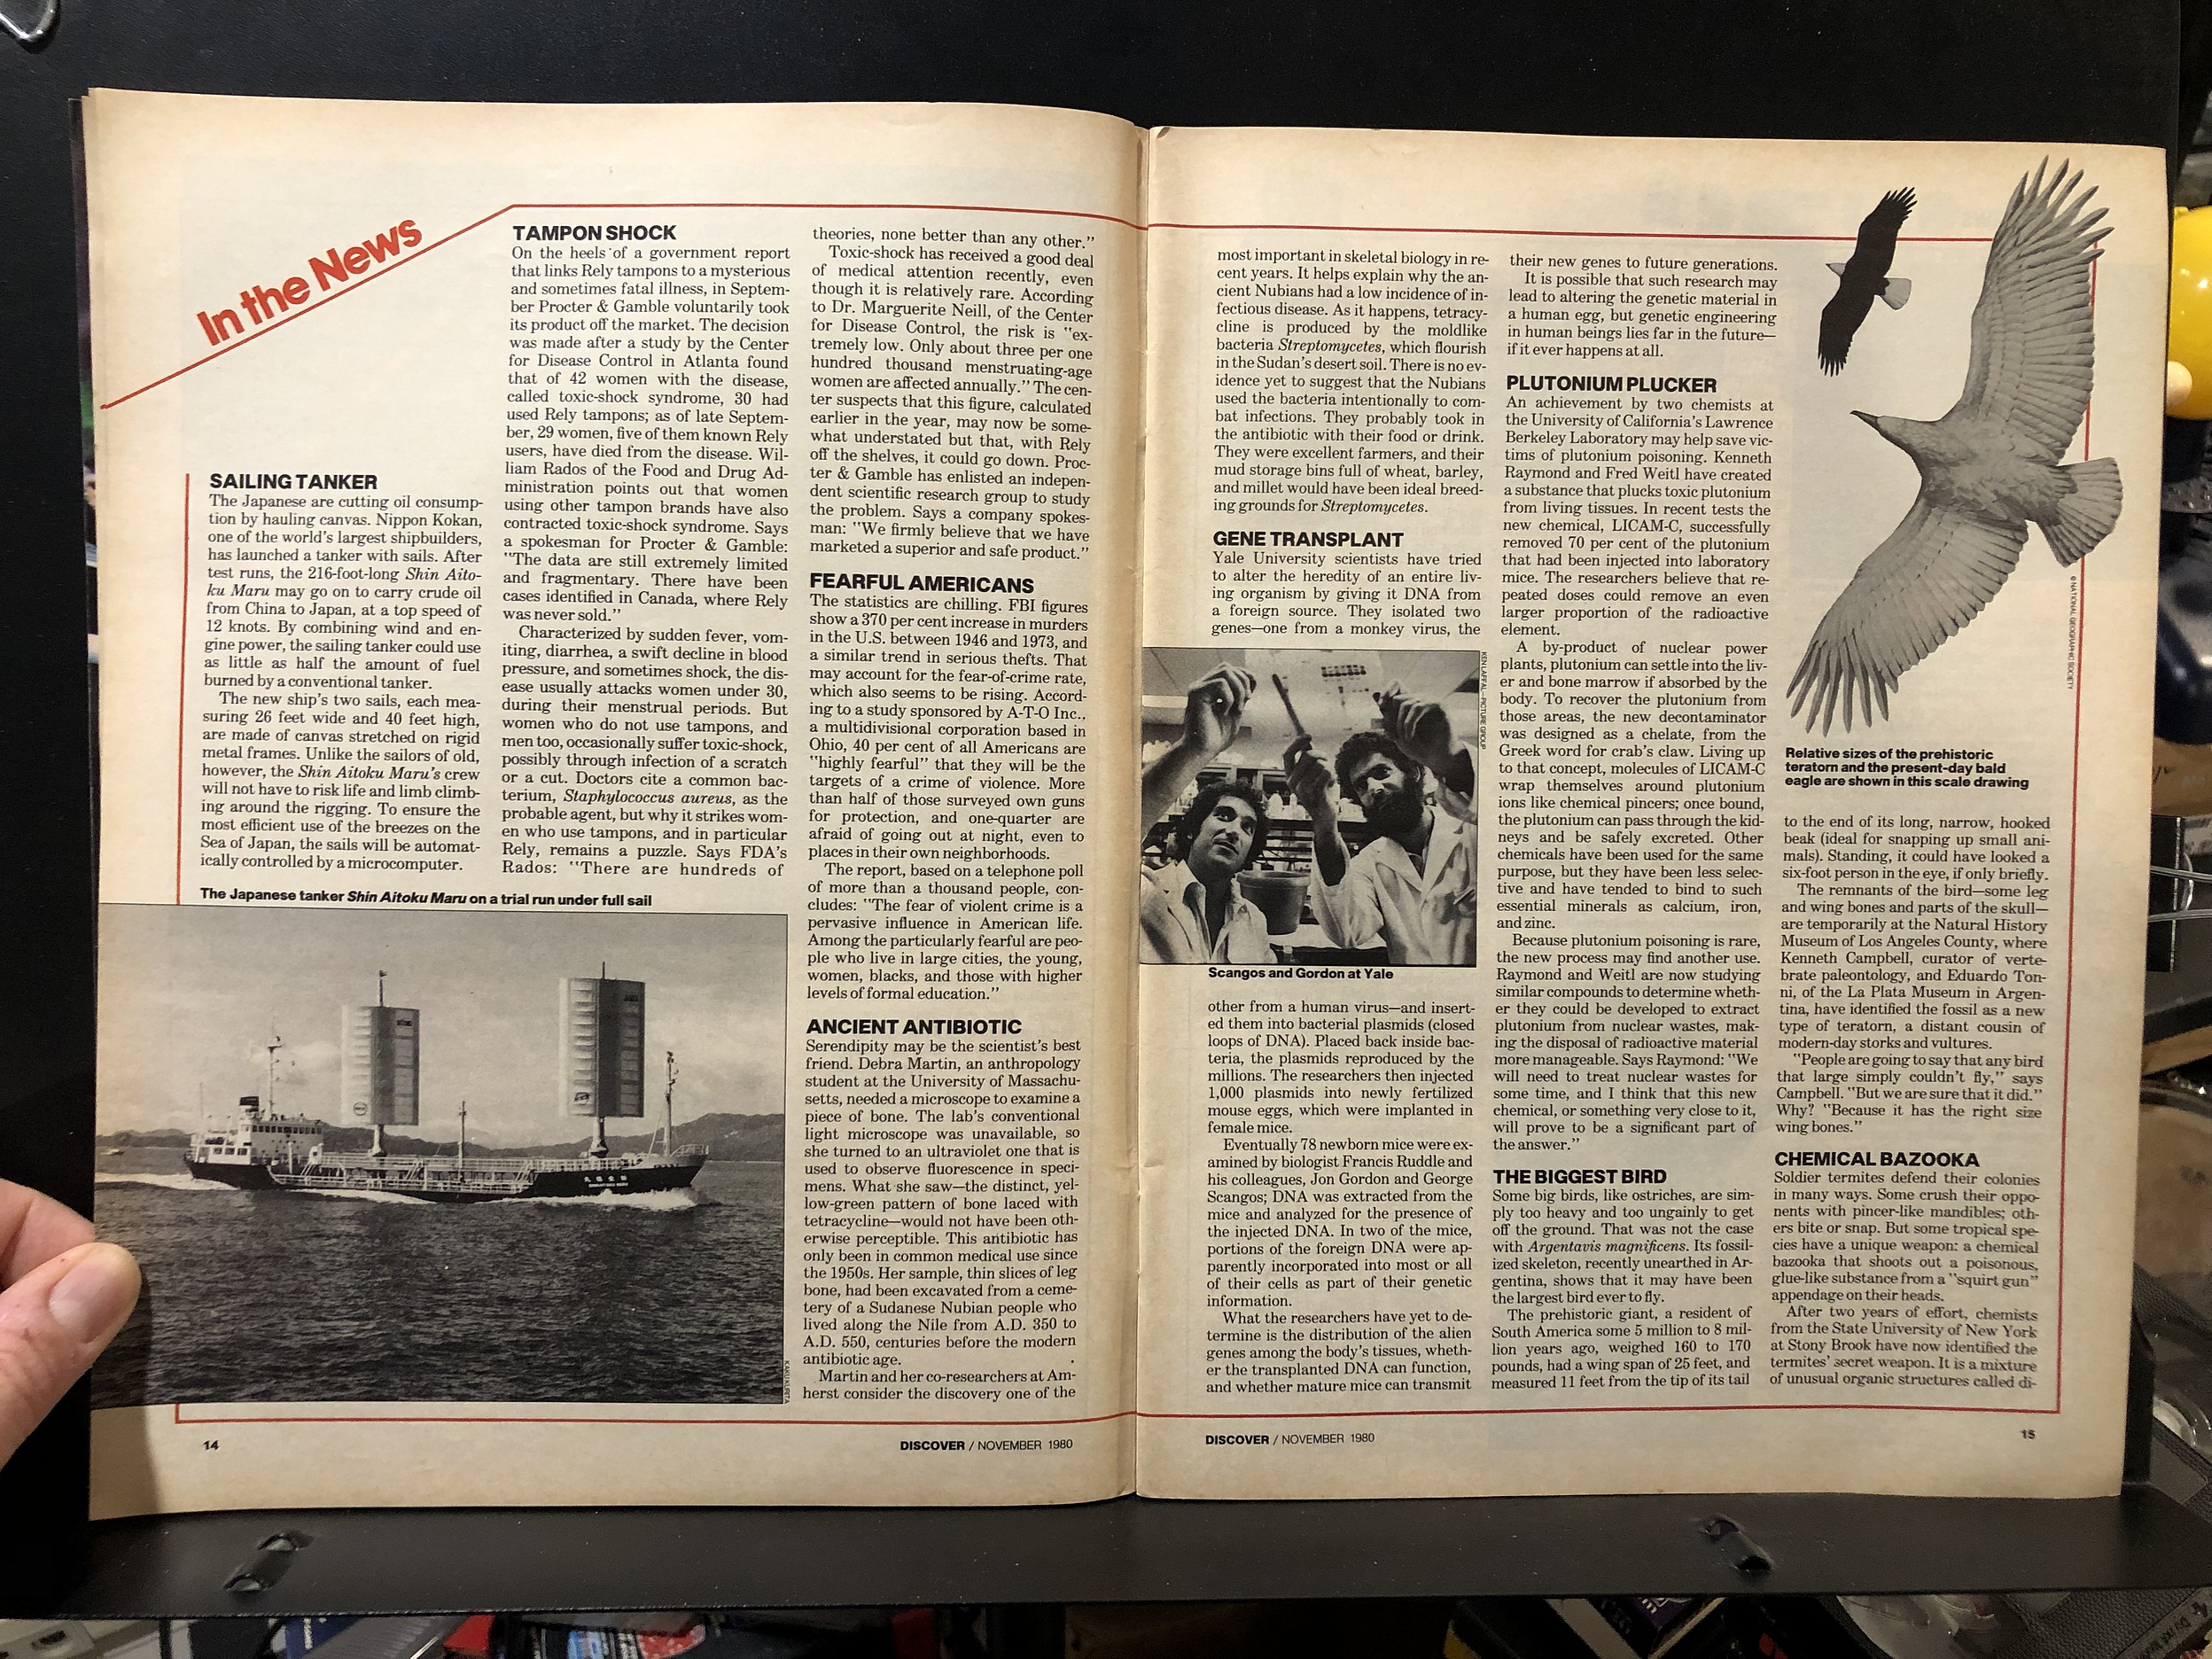 In the News
SAILING TANKER
The Japanese are cutting oil consump-
tion by hauling canvas. Nippon Kokan,
one of the world's largest shipbuilders,
has launched a tanker with sails. After
test runs, the 216-foot-long Shin Aito-
ku Maru may go on to carry crude oil
from China to Japan, at a top speed of
12 knots. By combining wind and en-
gine power, the sailing tanker could use
as little as half the amount of fuel
burned by a conventional tanker.
The new ship's two sails, each mea-
suring 26 feet wide and 40 feet high,
are made of canvas stretched on rigid
metal frames. Unlike the sailors of old,
however, the Shin Aitoku Maru's crew
will not have to risk life and limb climb-
ing around the rigging. To ensure the
most efficient use of the breezes on the
Sea of Japan, the sails will be automat-
ically controlled by a microcomputer.
The Japanese tanker Shin Aitoku Maru on a trial run under full sail
KAKU KURITA
TAMPON SHOCK
On the heels of a government report
that links Rely tampons to a mysterious
and sometimes fatal illness, in Septem-
ber Procter & Gamble voluntarily took
its product off the market. The decision
was made after a study by the Center
for Disease Control in Atlanta found
that of 42 women with the disease,
called toxic-shock syndrome, 30 had
used Rely tampons; as of late Septem-
ber, 29 women, five of them known Rely
users, have died from the disease. Wil-
liam Rados of the Food and Drug Ad-
ministration points out that women
using other tampon brands have also
contracted toxic-shock syndrome. Says
a spokesman for Procter & Gamble:
"The data are still extremely limited
and fragmentary. There have been
cases identified in Canada, where Rely
was never sold."
Characterized by sudden fever, vom-
iting, diarrhea, a swift decline in blood
pressure, and sometimes shock, the dis-
ease usually attacks women under 30,
during their menstrual periods. But
women who do not use tampons, and
men too, occasionally suffer toxic-shock,
possibly through infection of a scratch
or a cut. Doctors cite a common bac-
terium, Staphylococcus aureus, as the
probable agent, but why it strikes wom-
en who use tampons, and in particular
Rely, remains a puzzle. Says FDA's
Rados: "There are hundreds of
theories, none better than any other."
Toxic-shock has received a good deal
of medical attention recently, even
though it is relatively rare. According
to Dr. Marguerite Neill, of the Center
for Disease Control, the risk is "ex-
tremely low. Only about three per one
hundred thousand menstruating-age
women are affected annually." The cen-
ter suspects that this figure, calculated
earlier in the year, may now be some-
what understated but that, with Rely
off the shelves, it could go down. Proc-
ter & Gamble has enlisted an indepen-
dent scientific research group to study
the problem. Says a company spokes-
man: "We firmly believe that we have
marketed a superior and safe product."
FEARFUL AMERICANS
The statistics are chilling. FBI figures
show a 370 per cent increase in murders
in the U.S. between 1946 and 1973, and
a similar trend in serious thefts. That
may account for the fear-of-crime rate,
which also seems to be rising. Accord-
ing to a study sponsored by A-T-O Inc.,
a multidivisional corporation based in
Ohio, 40 per cent of all Americans are
"highly fearful" that they will be the
targets of a crime of violence. More
than half of those surveyed own guns
for protection, and one-quarter are
afraid of going out at night, even to
places in their own neighborhoods.
The report, based on a telephone poll
of more than a thousand people, con-
cludes: "The fear of violent crime is a
pervasive influence in American life.
Among the particularly fearful are peo-
ple who live in large cities, the young,
women, blacks, and those with higher
levels of formal education."
ANCIENT ANTIBIOTIC
Serendipity may be the scientist's best
friend. Debra Martin, an anthropology
student at the University of Massachu-
setts, needed a microscope to examine a
piece of bone. The lab's conventional
light microscope was unavailable, so
she turned to an ultraviolet one that is
used to observe fluorescence in speci-
mens. What she saw—the distinct, yel-
low-green pattern of bone laced with
tetracycline—would not have been oth-
erwise perceptible. This antibiotic has
only been in common medical use since
the 1950s. Her sample, thin slices of leg
bone, had been excavated from a ceme-
tery of a Sudanese Nubian people who
lived along the Nile from A.D. 350 to
A.D. 550, centuries before the modern
antibiotic age.
Martin and her co-researchers at Am-
herst consider the discovery one of the
14
DISCOVER / NOVEMBER 1980
most important in skeletal biology in re-
cent years. It helps explain why the an-
cient Nubians had a low incidence of in-
fectious disease. As it happens, tetracy-
cline is produced by the moldlike
bacteria Streptomycetes, which flourish
in the Sudan's desert soil. There is no ev-
idence yet to suggest that the Nubians
used the bacteria intentionally to com-
bat infections. They probably took in
the antibiotic with their food or drink.
They were excellent farmers, and their
mud storage bins full of wheat, barley,
and millet would have been ideal breed-
ing grounds for Streptomycetes.
GENE TRANSPLANT
Yale University scientists have tried
to alter the heredity of an entire liv-
ing organism by giving it DNA from
a foreign source. They isolated two
genes—one from a monkey virus, the
KEN LAFFAL—PICTURE GROUP
Scangos and Gordon at Yale
other from a human virus—and insert-
ed them into bacterial plasmids (closed
loops of DNA). Placed back inside bac-
teria, the plasmids reproduced by the
millions. The researchers then injected
1,000 plasmids into newly fertilized
mouse eggs, which were implanted in
female mice.
Eventually 78 newborn mice were ex-
amined by biologist Francis Ruddle and
his colleagues, Jon Gordon and George
Scangos; DNA was extracted from the
mice and analyzed for the presence of
the injected DNA. In two of the mice,
portions of the foreign DNA were ap-
parently incorporated into most or all
of their cells as part of their genetic
information.
What the researchers have yet to de-
termine is the distribution of the alien
genes among the body's tissues, wheth-
er the transplanted DNA can function,
and whether mature mice can transmit
their new genes to future generations.
It is possible that such research may
lead to altering the genetic material in
a human egg, but genetic engineering
in human beings lies far in the future—
if it ever happens at all.
PLUTONIUM PLUCKER
An achievement by two chemists at
the University of California's Lawrence
Berkeley Laboratory may help save vic-
tims of plutonium poisoning. Kenneth
Raymond and Fred Weitl have created
a substance that plucks toxic plutonium
from living tissues. In recent tests the
new chemical, LICAM-C, successfully
removed 70 per cent of the plutonium
that had been injected into laboratory
mice. The researchers believe that re-
peated doses could remove an even
larger proportion of the radioactive
element.
A by-product of nuclear power
plants, plutonium can settle into the liv-
er and bone marrow if absorbed by the
body. To recover the plutonium from
those areas, the new decontaminator
was designed as a chelate, from the
Greek word for crab's claw. Living up
to that concept, molecules of LICAM-C
wrap themselves around plutonium
ions like chemical pincers; once bound,
the plutonium can pass through the kid-
neys and be safely excreted. Other
chemicals have been used for the same
purpose, but they have been less selec-
tive and have tended to bind to such
essential minerals as calcium, iron,
and zinc.
Because plutonium poisoning is rare,
the new process may find another use.
Raymond and Weitl are now studying
similar compounds to determine wheth-
er they could be developed to extract
plutonium from nuclear wastes, mak-
ing the disposal of radioactive material
more manageable. Says Raymond: "We
will need to treat nuclear wastes for
some time, and I think that this new
chemical, or something very close to it,
will prove to be a significant part of
the answer."
THE BIGGEST BIRD
Some big birds, like ostriches, are sim-
ply too heavy and too ungainly to get
off the ground. That was not the case
with Argentavis magnificens. Its fossil-
ized skeleton, recently unearthed in Ar-
gentina, shows that it may have been
the largest bird ever to fly.
The prehistoric giant, a resident of
South America some 5 million to 8 mil-
lion years ago, weighed 160 to 170
pounds, had a wing span of 25 feet, and
measured 11 feet from the tip of its tail
© NATIONAL GEOGRAPHIC SOCIETY
Relative sizes of the prehistoric
teratorn and the present-day bald
eagle are shown in this scale drawing
to the end of its long, narrow, hooked
beak (ideal for snapping up small ani-
mals). Standing, it could have looked a
six-foot person in the eye, if only briefly.
The remnants of the bird—some leg
and wing bones and parts of the skull—
are temporarily at the Natural History
Museum of Los Angeles County, where
Kenneth Campbell, curator of verte-
brate paleontology, and Eduardo Ton-
ni, of the La Plata Museum in Argen-
tina, have identified the fossil as a new
type of teratorn, a distant cousin of
modern-day storks and vultures.
"People are going to say that any bird
that large simply couldn't fly," says
Campbell. "But we are sure that it did."
Why? "Because it has the right size
wing bones."
CHEMICAL BAZOOKA
Soldier termites defend their colonies
in many ways. Some crush their oppo-
nents with pincer-like mandibles; oth-
ers bite or snap. But some tropical spe-
cies have a unique weapon: a chemical
bazooka that shoots out a poisonous,
glue-like substance from a "squirt gun"
appendage on their heads.
After two years of effort, chemists
from the State University of New York
at Stony Brook have now identified the
termites' secret weapon. It is a mixture
of unusual organic structures called di-
DISCOVER / NOVEMBER 1980
15